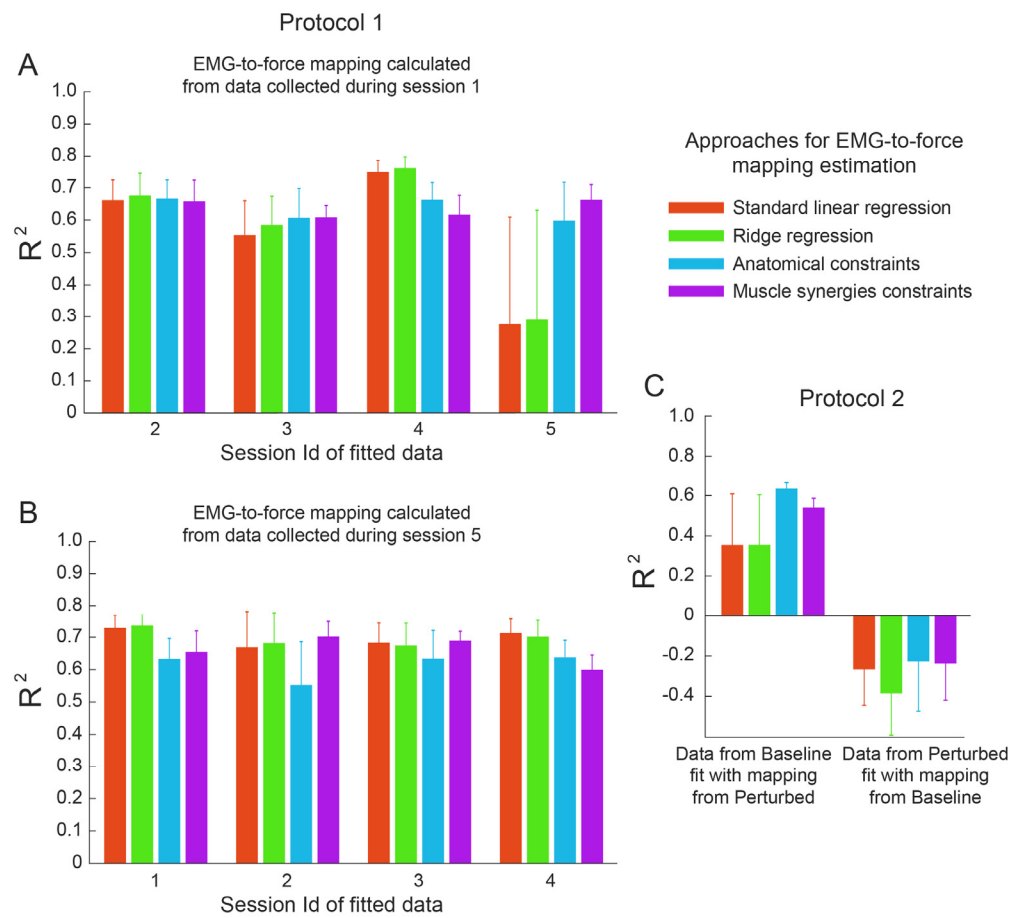 Protocol 1
A
EMG-to-force mapping calculated
from data collected during session 1
1.0
0.9
0.8
0.7
0.6
0.5
0.4
0.3
0.2
0.1
0
R²
2 3 4 5
Session Id of fitted data
Approaches for EMG-to-force
mapping estimation
Standard linear regression
Ridge regression
Anatomical constraints
Muscle synergies constraints
B
EMG-to-force mapping calculated
from data collected during session 5
1.0
0.9
0.8
0.7
0.6
0.5
0.4
0.3
0.2
0.1
0
R²
1 2 3 4
Session Id of fitted data
C
Protocol 2
1.0
0.8
0.6
0.4
0.2
0
-0.2
-0.4
R²
Data from Baseline
fit with mapping
from Perturbed
Data from Perturbed
fit with mapping
from Baseline